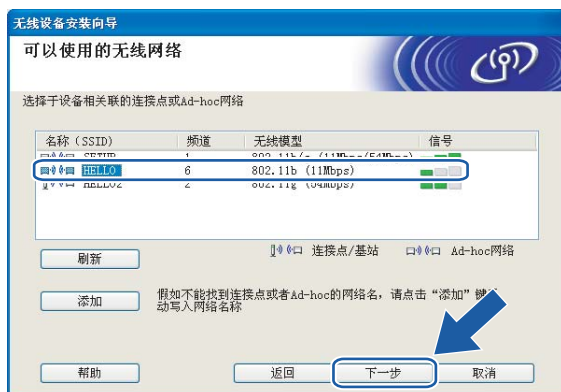 无线设备安装向导
可以使用的无线网络
选择于设备相关联的连接点或Ad-hoc网络
名称 (SSID) 频道 无线模型 信号
SETUP 1 802.11b/g (11Mbps/54Mbps)
HELLO 6 802.11b (11Mbps)
HELLO2 2 802.11g (54Mbps)
刷新 连接点/基站 Ad-hoc网络
添加 假如不能找到连接点或者Ad-hoc的网络名,请点击“添加”键
动写入网络名称
帮助 返回 下一步 取消